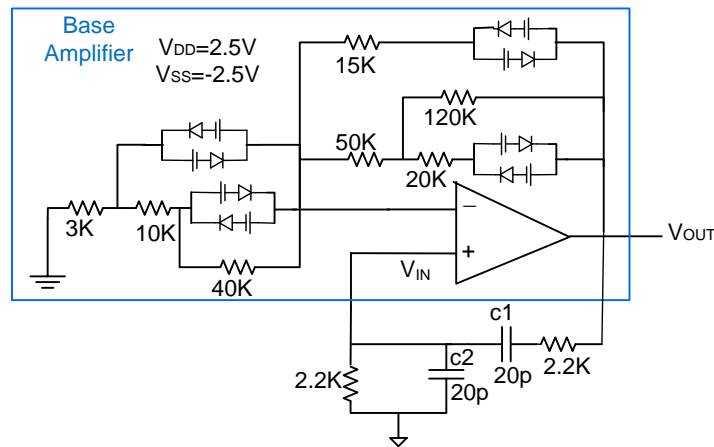 Base
Amplifier
VDD=2.5V
VSS=-2.5V
15K
120K
50K
20K
3K
10K
40K
−
+
VIN
VOUT
c1
20p
2.2K
2.2K
c2
20p